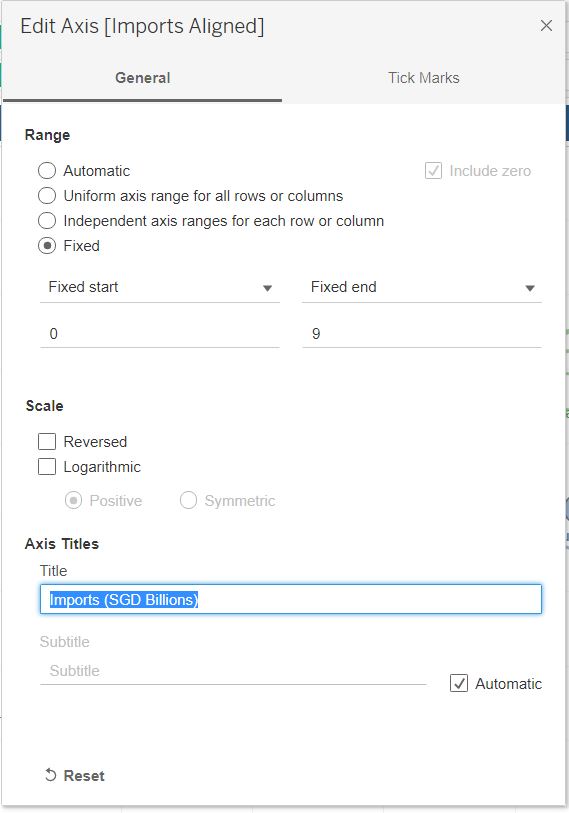 Edit Axis [Imports Aligned]
General Tick Marks
Range
Automatic Include zero
Uniform axis range for all rows or columns
Independent axis ranges for each row or column
Fixed
Fixed start Fixed end
0 9
Scale
Reversed
Logarithmic
Positive Symmetric
Axis Titles
Title
Imports (SGD Billions)
Subtitle
Subtitle
Automatic
Reset